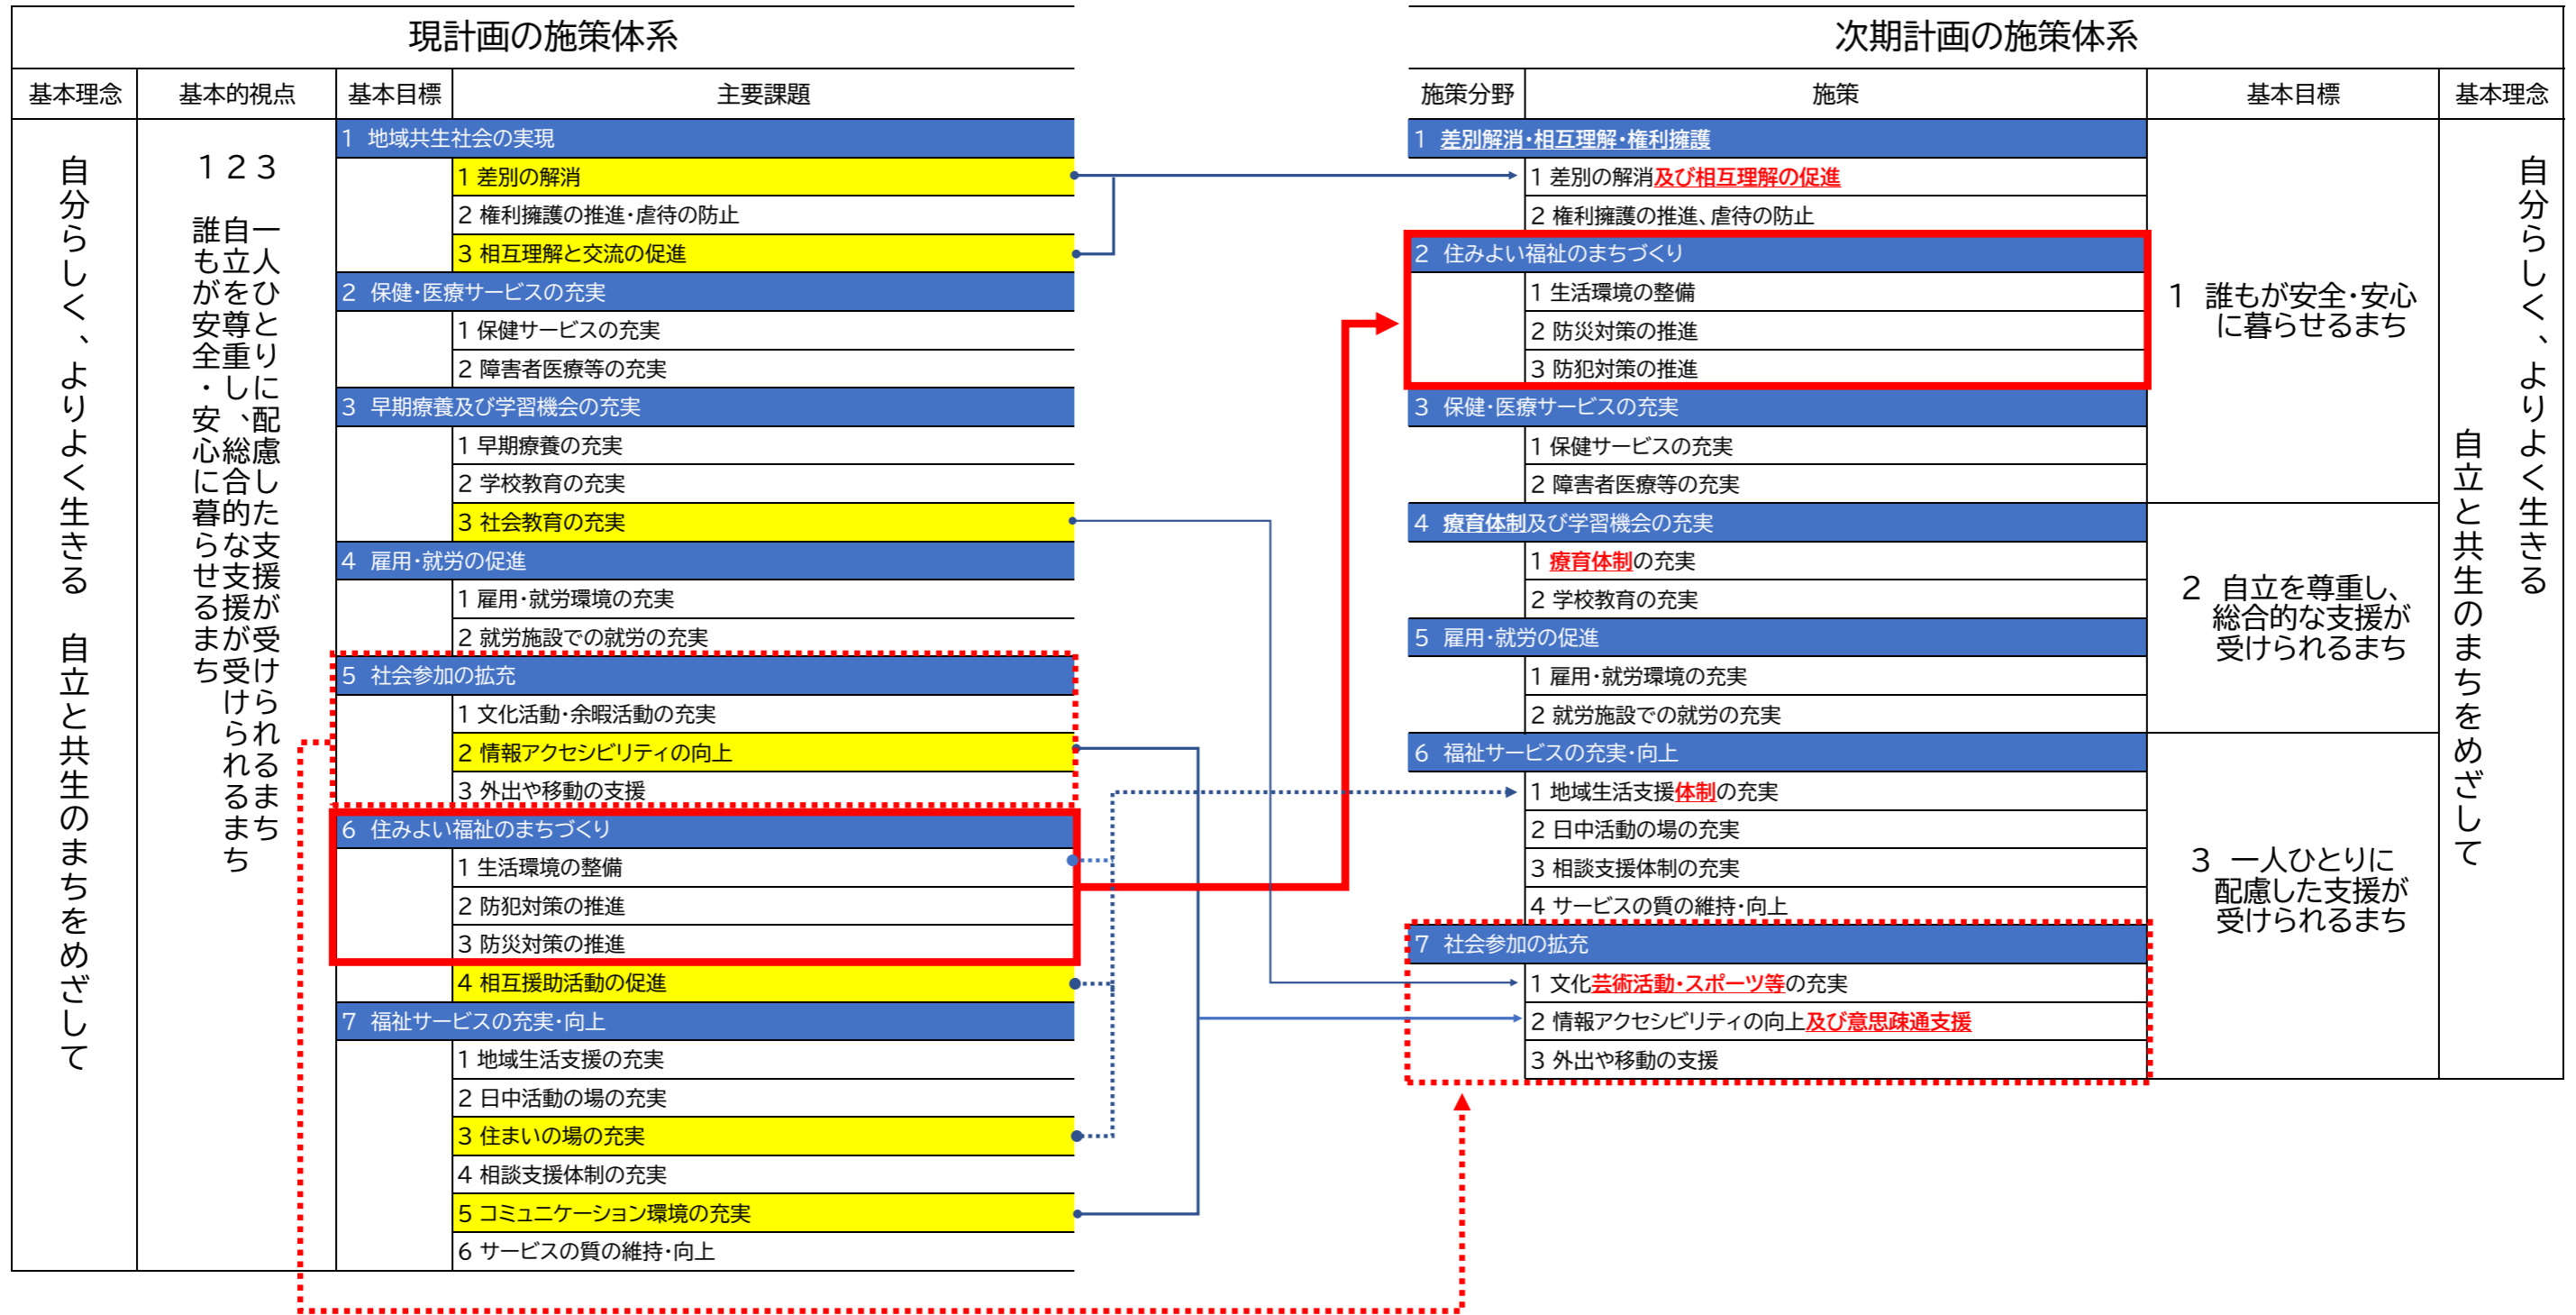 現計画の施策体系
基本理念
基本的視点
基本目標
主要課題
自分らしく、よりよく生きる　自立と共生のまちをめざして
1 2 3
一人ひとりに配慮した支援が受けられるまち
自立を尊重し、総合的な支援が受けられるまち
誰もが安全・安心に暮らせるまち
1 地域共生社会の実現
1 差別の解消
2 権利擁護の推進・虐待の防止
3 相互理解と交流の促進
2 保健・医療サービスの充実
1 保健サービスの充実
2 障害者医療等の充実
3 早期療養及び学習機会の充実
1 早期療養の充実
2 学校教育の充実
3 社会教育の充実
4 雇用・就労の促進
1 雇用・就労環境の充実
2 就労施設での就労の充実
5 社会参加の拡充
1 文化活動・余暇活動の充実
2 情報アクセシビリティの向上
3 外出や移動の支援
6 住みよい福祉のまちづくり
1 生活環境の整備
2 防犯対策の推進
3 防災対策の推進
4 相互援助活動の促進
7 福祉サービスの充実・向上
1 地域生活支援の充実
2 日中活動の場の充実
3 住まいの場の充実
4 相談支援体制の充実
5 コミュニケーション環境の充実
6 サービスの質の維持・向上
次期計画の施策体系
施策分野
施策
基本目標
基本理念
1 差別解消・相互理解・権利擁護
1 差別の解消及び相互理解の促進
2 権利擁護の推進、虐待の防止
2 住みよい福祉のまちづくり
1 生活環境の整備
2 防災対策の推進
3 防犯対策の推進
3 保健・医療サービスの充実
1 保健サービスの充実
2 障害者医療等の充実
4 療育体制及び学習機会の充実
1 療育体制の充実
2 学校教育の充実
5 雇用・就労の促進
1 雇用・就労環境の充実
2 就労施設での就労の充実
6 福祉サービスの充実・向上
1 地域生活支援体制の充実
2 日中活動の場の充実
3 相談支援体制の充実
4 サービスの質の維持・向上
7 社会参加の拡充
1 文化芸術活動・スポーツ等の充実
2 情報アクセシビリティの向上及び意思疎通支援
3 外出や移動の支援
1 誰もが安全・安心
に暮らせるまち
2 自立を尊重し、
総合的な支援が
受けられるまち
3 一人ひとりに
配慮した支援が
受けられるまち
自分らしく、よりよく生きる
自立と共生のまちをめざして